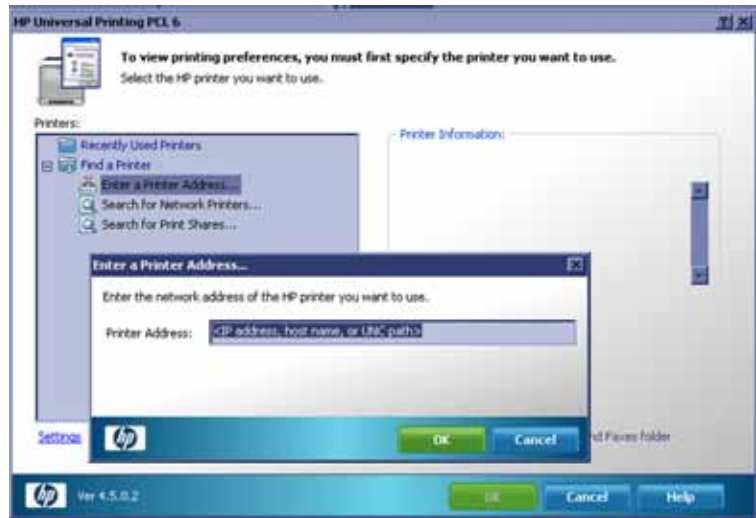 HP Universal Printing PCL 6
To view printing preferences, you must first specify the printer you want to use.
Select the HP printer you want to use.
Printers:
Printer Information:
Recently Used Printers
Find a Printer
Enter a Printer Address...
Search for Network Printers...
Search for Print Shares...
Enter a Printer Address...
Enter the network address of the HP printer you want to use.
Printer Address:
<IP address, host name, or UNC path>
hp
OK
Cancel
Settings
nd Faxes folder
hp
Ver 4.5.0.2
OK
Cancel
Help